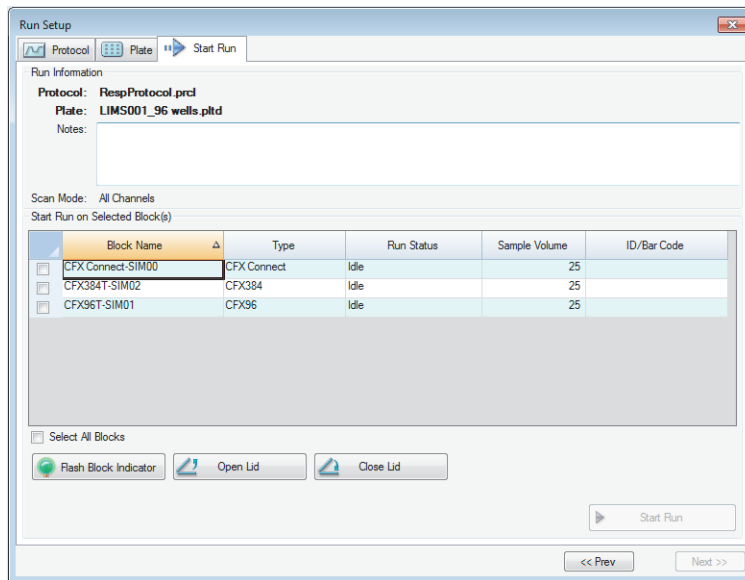 Run Setup
Protocol Plate Start Run
Run Information
Protocol: RespProtocol.prcl
Plate: LIMS001_96 wells.pltd
Notes:
Scan Mode: All Channels
Start Run on Selected Block(s)
Block Name Type Run Status Sample Volume ID/Bar Code
CFX Connect-SIM00 CFX Connect Idle 25
CFX384T-SIM02 CFX384 Idle 25
CFX96T-SIM01 CFX96 Idle 25
Select All Blocks
Flash Block Indicator Open Lid Close Lid
Start Run
<< Prev Next >>